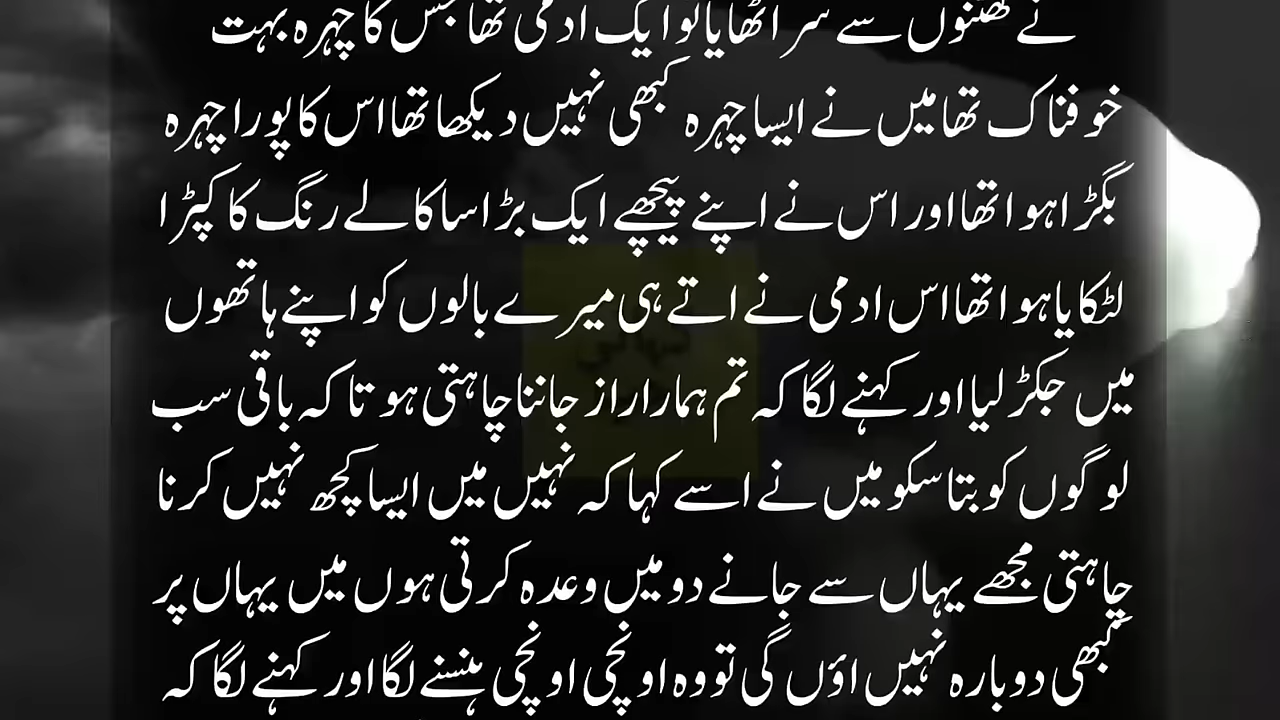 نے گھٹنوں سے سر اٹھایا تو ایک ادمی تھا جس کا چہرہ بہت
خوفناک تھا میں نے ایسا چہرہ کبھی نہیں دیکھا تھا اس کا پورا چہرہ
بگڑا ہوا تھا اور اس نے اپنے پیچھے ایک بڑا سا کالے رنگ کا کپڑا
لٹکایا ہوا تھا اس ادمی نے اتے ہی میرے بالوں کو اپنے ہاتھوں
میں جکڑ لیا اور کہنے لگا کہ تم ہمارا راز جاننا چاہتی ہو تا کہ باقی سب
لوگوں کو بتا سکو میں نے اسے کہا کہ نہیں میں ایسا کچھ نہیں کرنا
چاہتی مجھے یہاں سے جانے دو میں وعدہ کرتی ہوں میں یہاں پر
کبھی دوبارہ نہیں اؤں گی تو وہ اونچی اونچی ہنسنے لگا اور کہنے لگا کہ